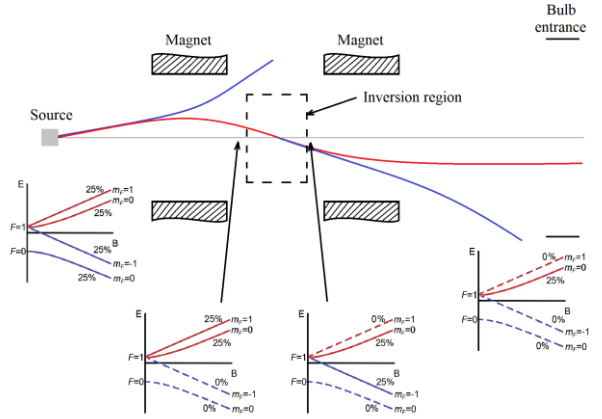 Bulb
entrance
Magnet
Magnet
Inversion region
Source
E
25%
mF=1
mF=0
25%
F=1
B
25%
F=0
mF=-1
25%
mF=0
E
0%
mF=1
mF=0
25%
F=1
B
0%
F=0
mF=-1
0%
mF=0
E
25%
mF=1
mF=0
25%
F=1
B
F=0
0%
mF=-1
0%
mF=0
E
0%
mF=1
mF=0
25%
F=1
B
F=0
25%
mF=-1
0%
mF=0